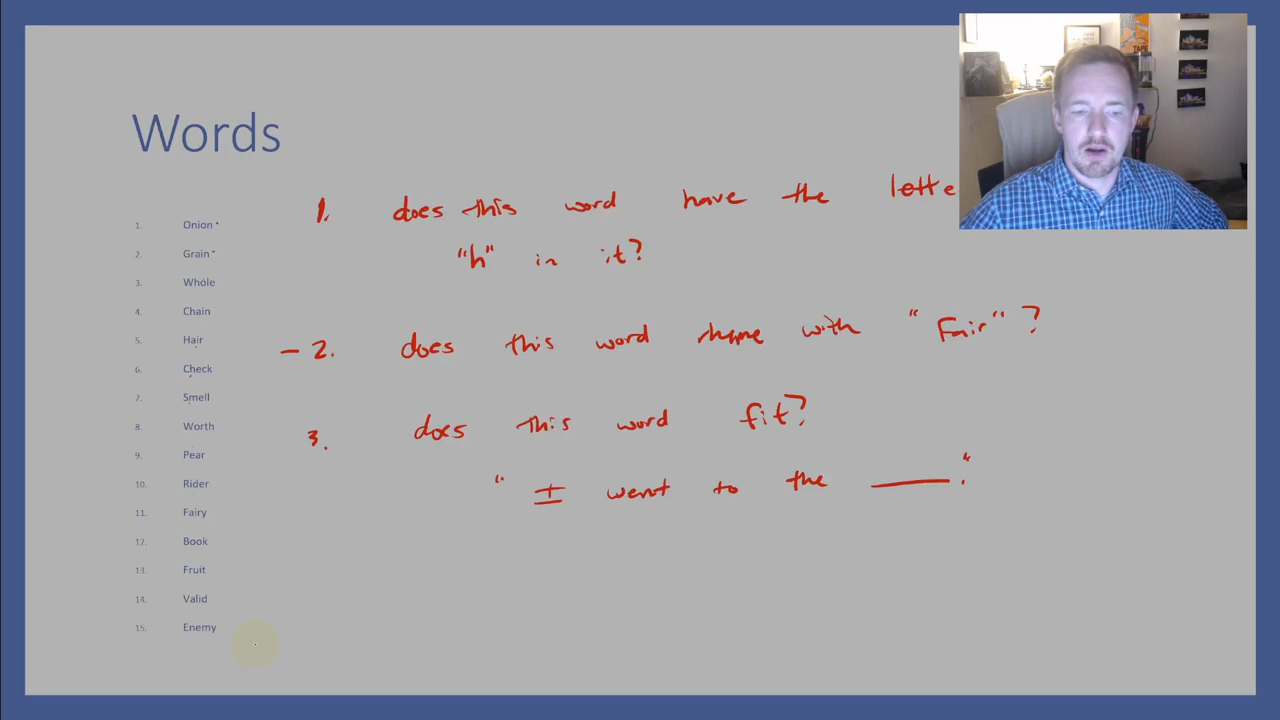 Words
1. Onion
2. Grain
3. Whole
4. Chain
5. Hair
6. Check
7. Smell
8. Worth
9. Pear
10. Rider
11. Fairy
12. Book
13. Fruit
14. Valid
15. Enemy
1. does this word have the lette
"h" in it?
- 2. does this word rhyme with "Fair"?
3. does this word fit?
"I went to the ____."
TAPE